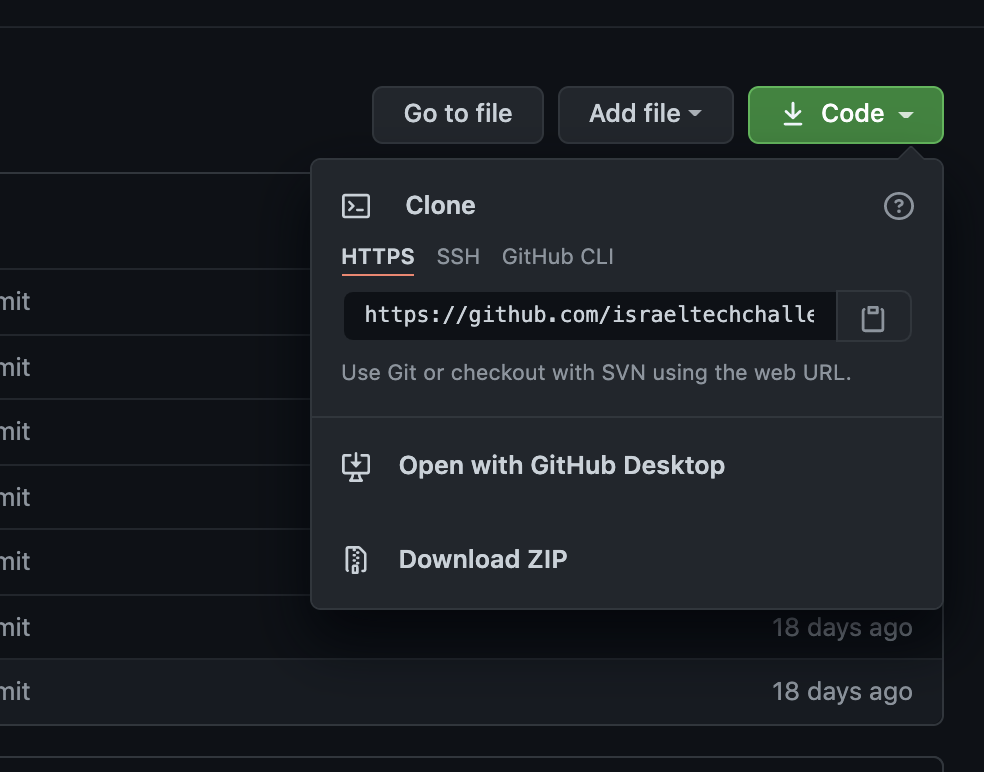 Go to file Add file Code
Clone
HTTPS SSH GitHub CLI
https://github.com/israeltechchalle
Use Git or checkout with SVN using the web URL.
Open with GitHub Desktop
Download ZIP
mit
mit
mit
mit
mit
mit 18 days ago
mit 18 days ago